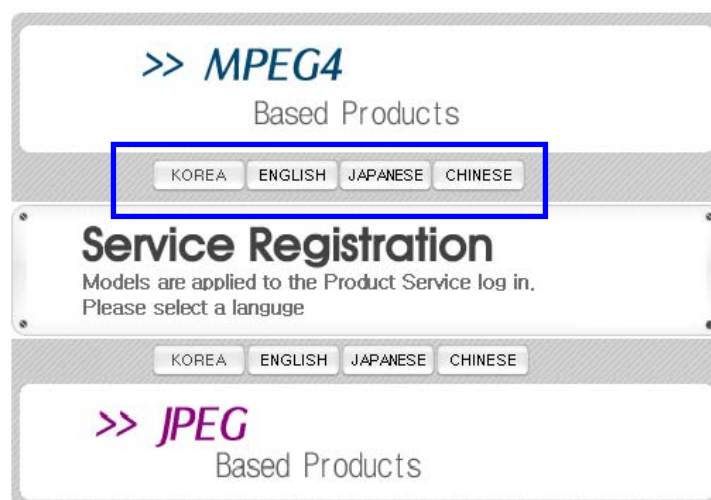 >> MPEG4
Based Products
KOREA ENGLISH JAPANESE CHINESE
Service Registration
Models are applied to the Product Service log in,
Please select a languge
KOREA ENGLISH JAPANESE CHINESE
>> JPEG
Based Products